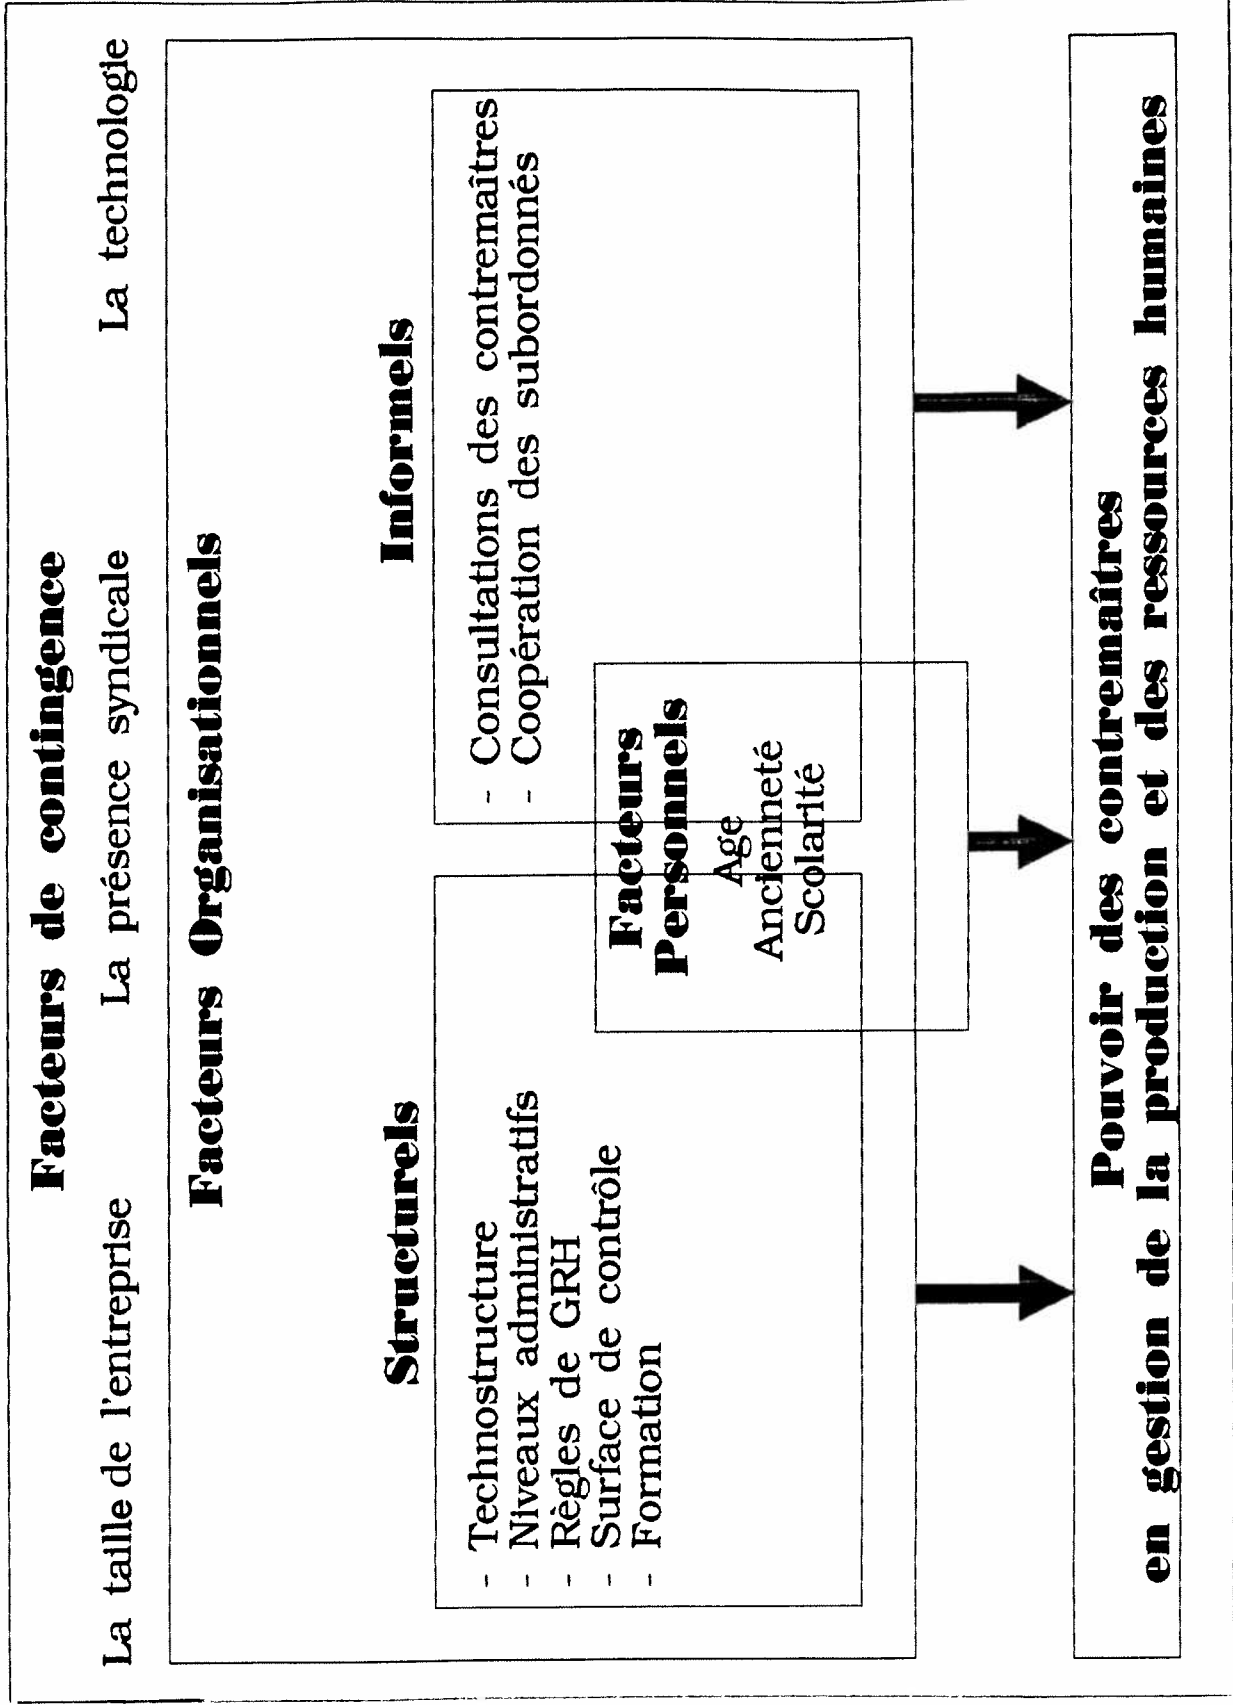 Facteurs de contingence
La taille de l'entreprise La présence syndicale La technologie
Facteurs Organisationnels
Structurels
- Technostructure
- Niveaux administratifs
- Règles de GRH
- Surface de contrôle
- Formation
Informels
- Consultations des contremaîtres
- Coopération des subordonnés
Facteurs
Personnels
Age
Ancienneté
Scolarité
Pouvoir des contremaîtres
en gestion de la production et des ressources humaines